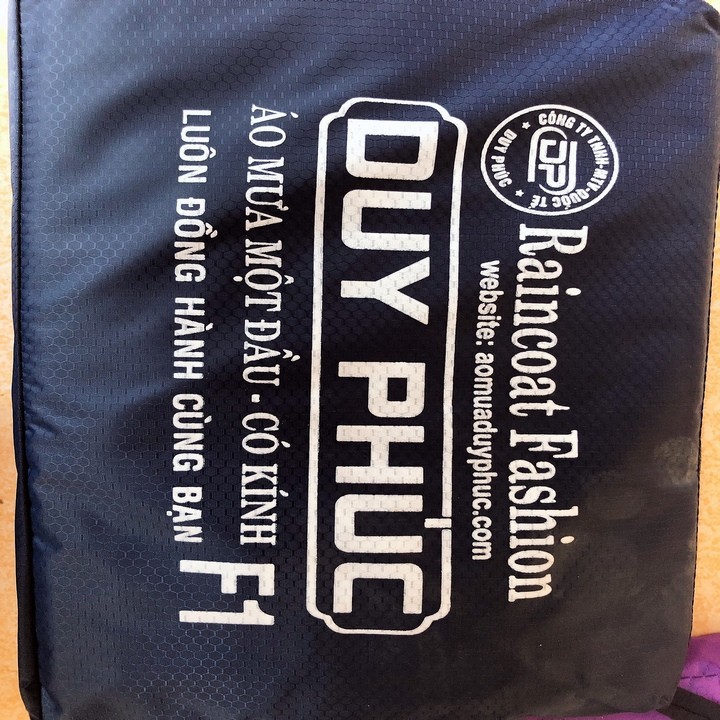 CÔNG TY TNHH-MTV-QUỐC TẾ
★ DUY PHÚC ★
DP
Raincoat Fashion
website: aomuaduyphuc.com
DUY PHÚC
ÁO MƯA MỘT ĐẦU - CÓ KÍNH
LUÔN ĐỒNG HÀNH CÙNG BẠN
F1